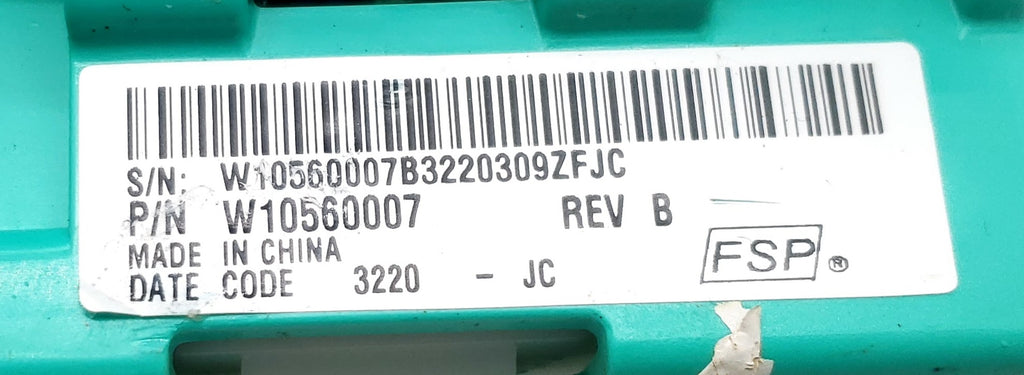 S/N: W10560007B3220309ZFJC
P/N W10560007 REV B
MADE IN CHINA
DATE CODE 3220 - JC
FSP®